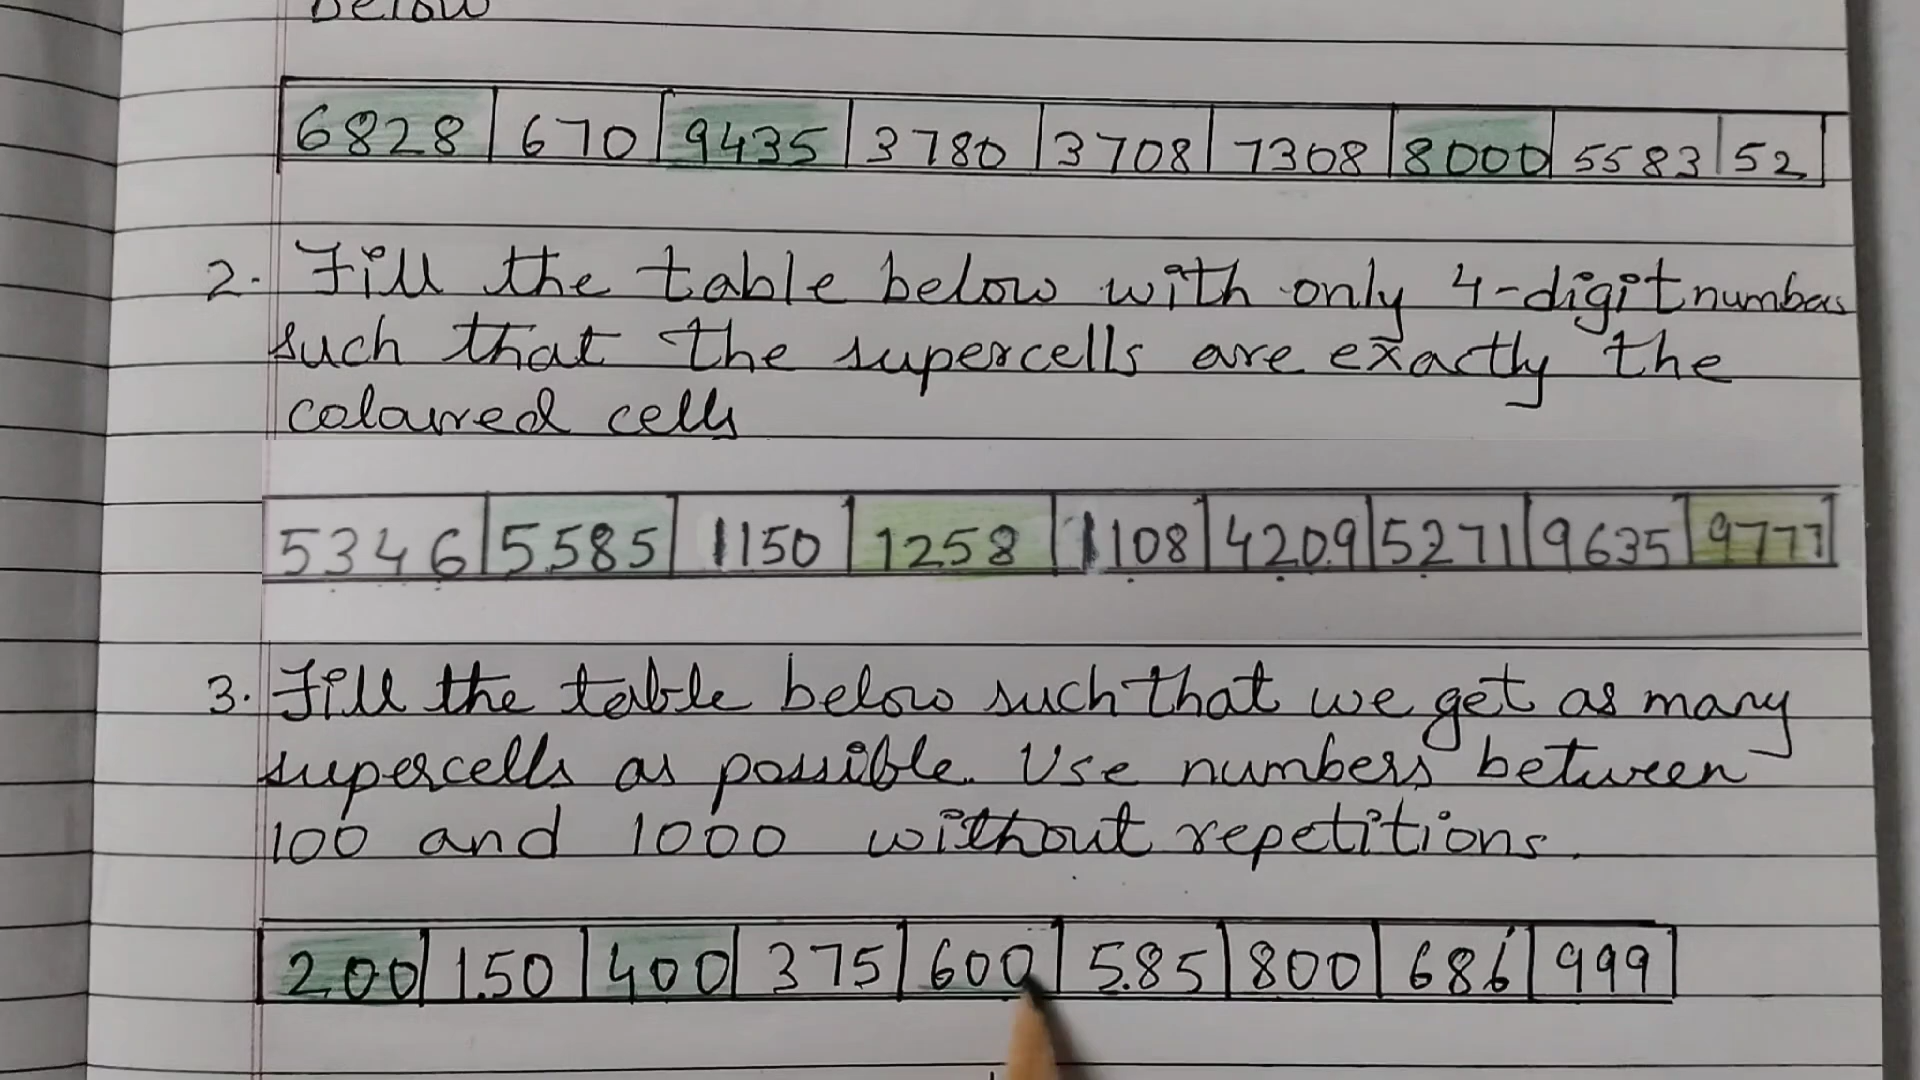 Below
6828 670 9435 3780 3708 7308 8000 5583 52
2. Fill the table below with only 4-digit numbers
such that the supercells are exactly the
coloured cells
5346 5585 1150 1258 1108 4209 5271 9635 9777
3. Fill the table below such that we get as many
supercells as possible. Use numbers between
100 and 1000 without repetitions.
200 150 400 375 600 585 800 686 999